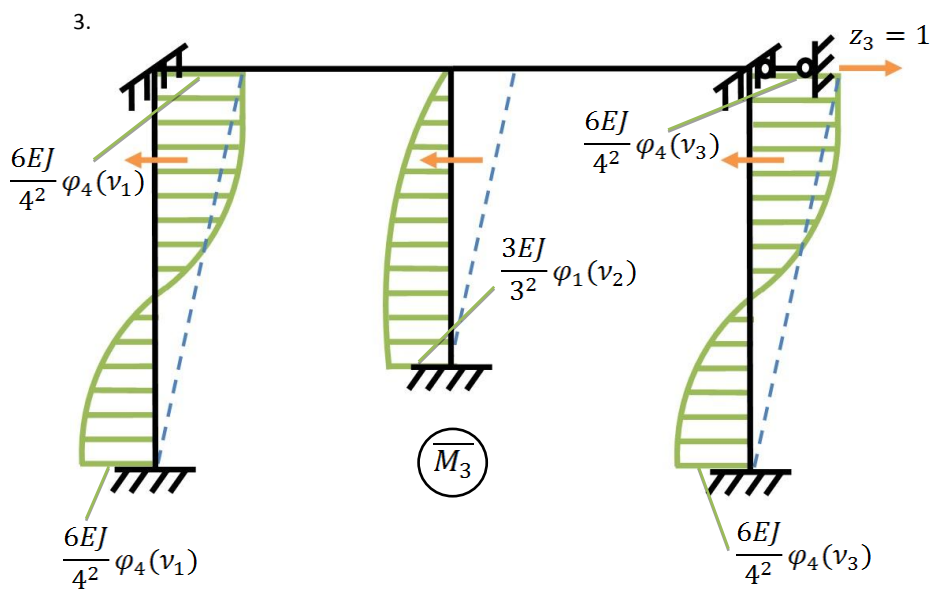 3.
z₃ = 1
6EJ/4² φ₄(ν₁)
6EJ/4² φ₄(ν₃)
3EJ/3² φ₁(ν₂)
M̅₃
6EJ/4² φ₄(ν₁)
6EJ/4² φ₄(ν₃)